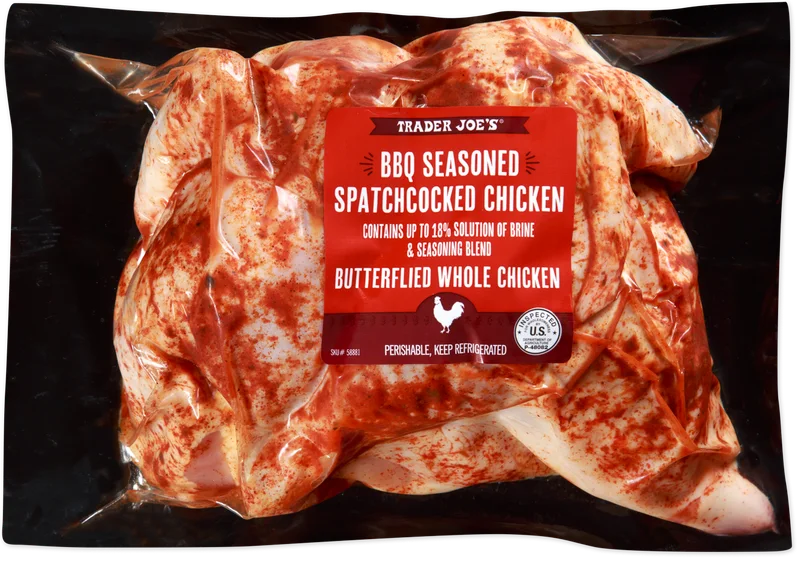 TRADER JOE'S®
BBQ SEASONED
SPATCHCOCKED CHICKEN
CONTAINS UP TO 18% SOLUTION OF BRINE
& SEASONING BLEND
BUTTERFLIED WHOLE CHICKEN
INSPECTED
U.S.
DEPARTMENT OF
AGRICULTURE
P-48082
SKU# 58881
PERISHABLE, KEEP REFRIGERATED